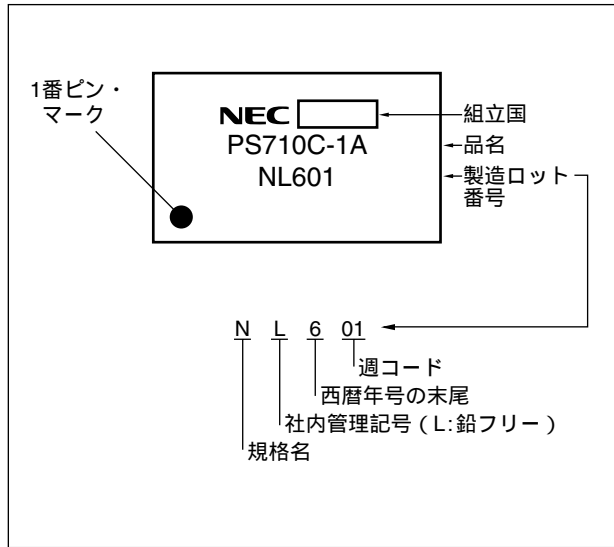 1番ピン・
マーク
NEC
組立国
PS710C-1A
品名
NL601
製造ロット
番号
N L 6 01
週コード
西暦年号の末尾
社内管理記号(L:鉛フリー)
規格名